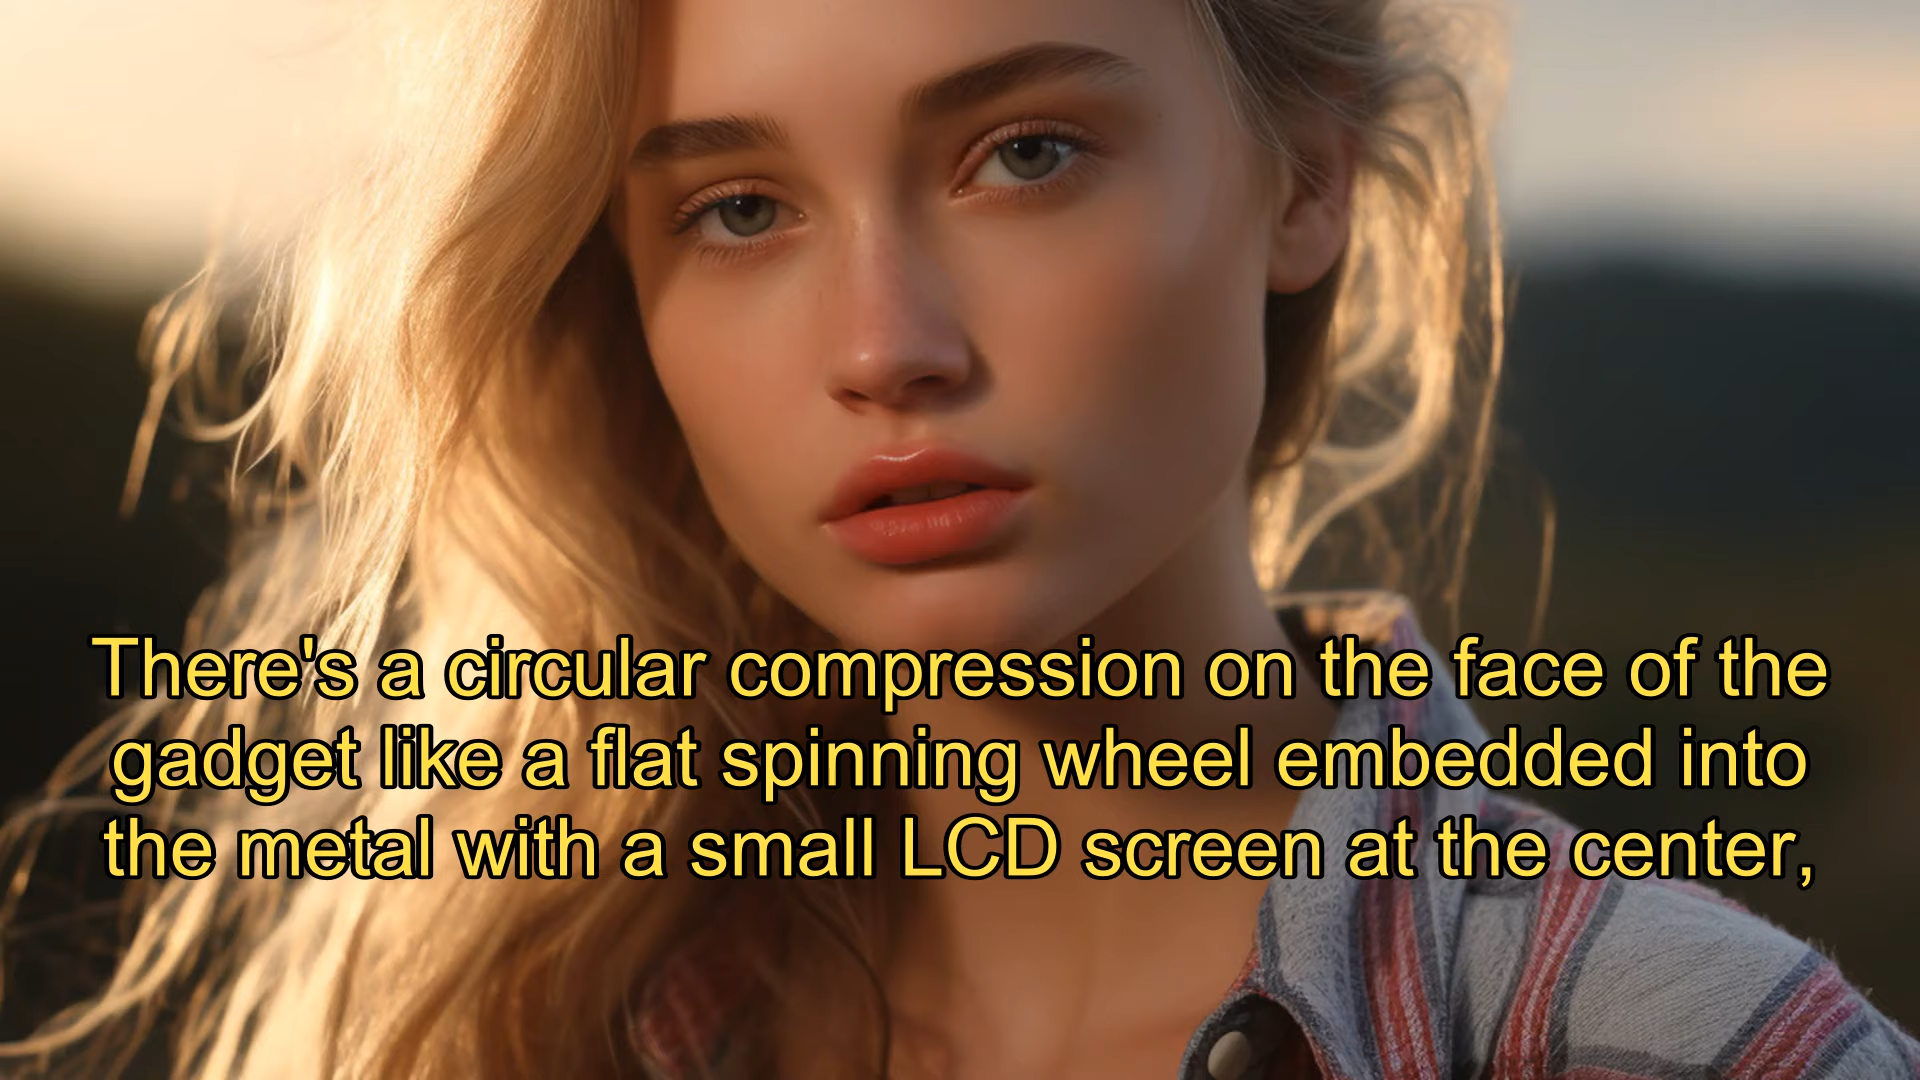 There's a circular compression on the face of the
gadget like a flat spinning wheel embedded into
the metal with a small LCD screen at the center,